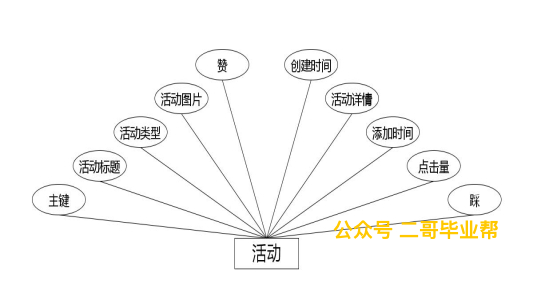 赞
创建时间
活动图片
活动详情
活动类型
添加时间
活动标题
点击量
主键
踩
公众号 二哥毕业帮
活动